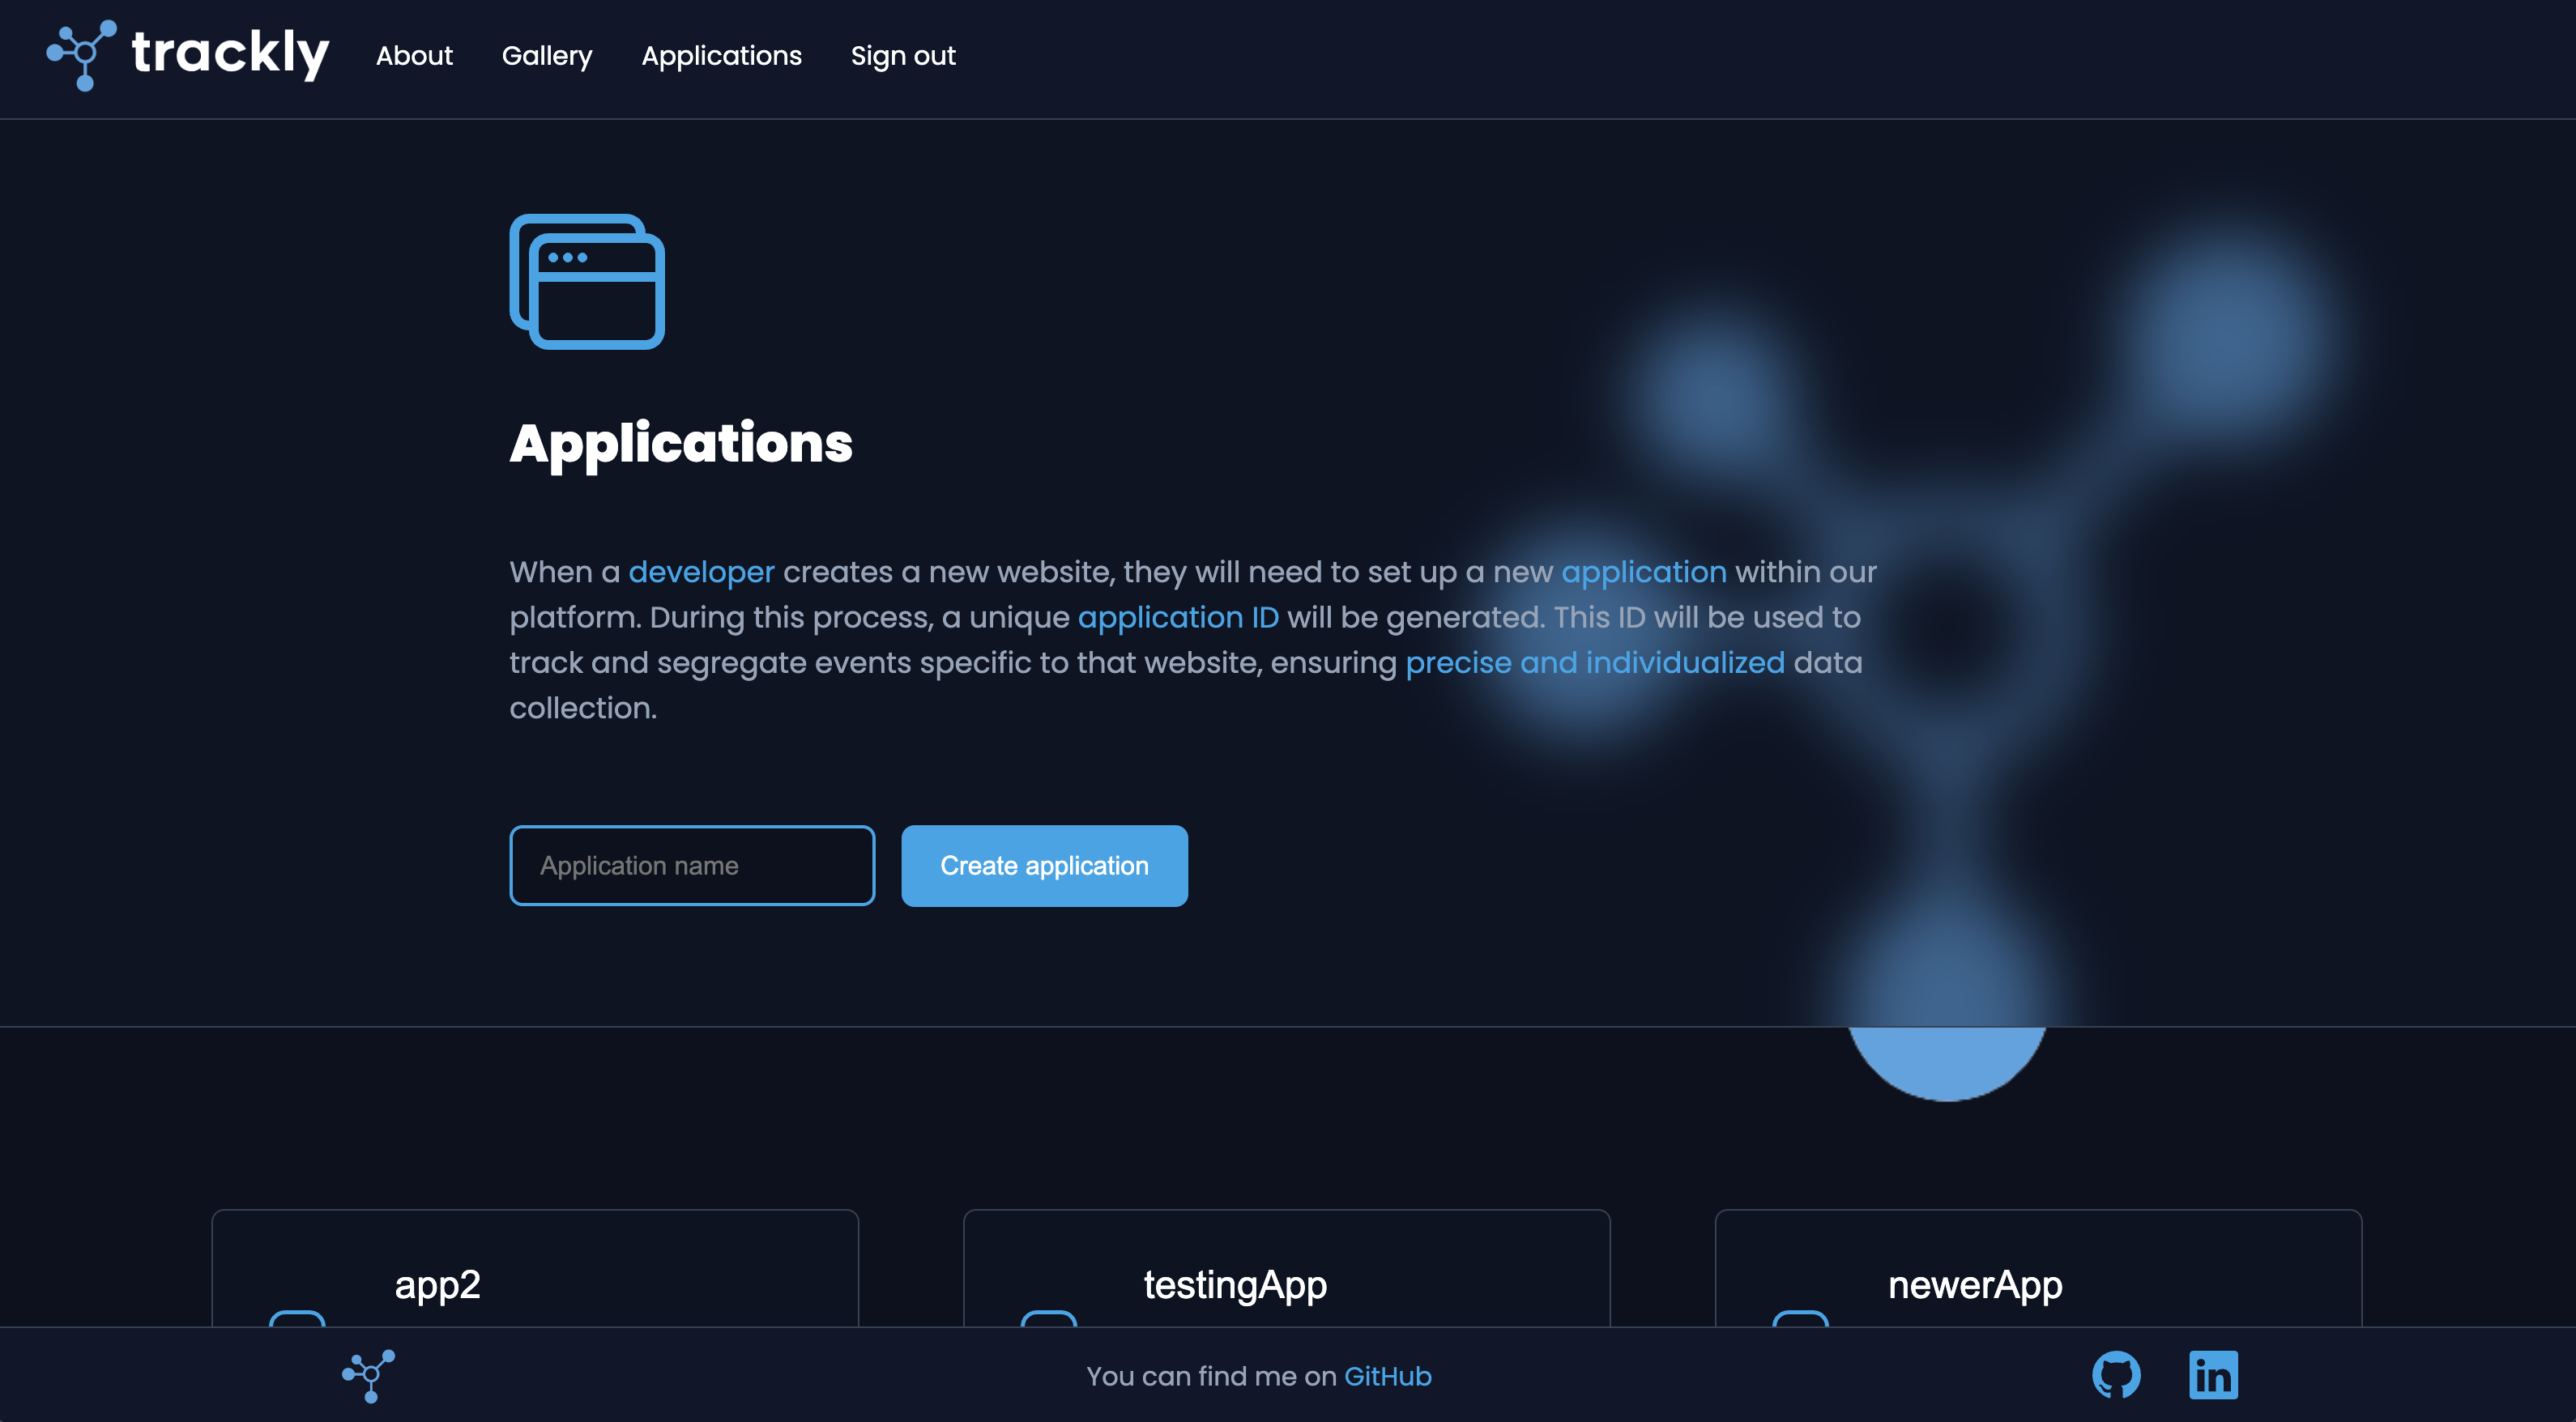 trackly
About
Gallery
Applications
Sign out
Applications
When a developer creates a new website, they will need to set up a new application within our
platform. During this process, a unique application ID will be generated. This ID will be used to
track and segregate events specific to that website, ensuring precise and individualized data
collection.
Application name
Create application
app2
testingApp
newerApp
You can find me on GitHub
in